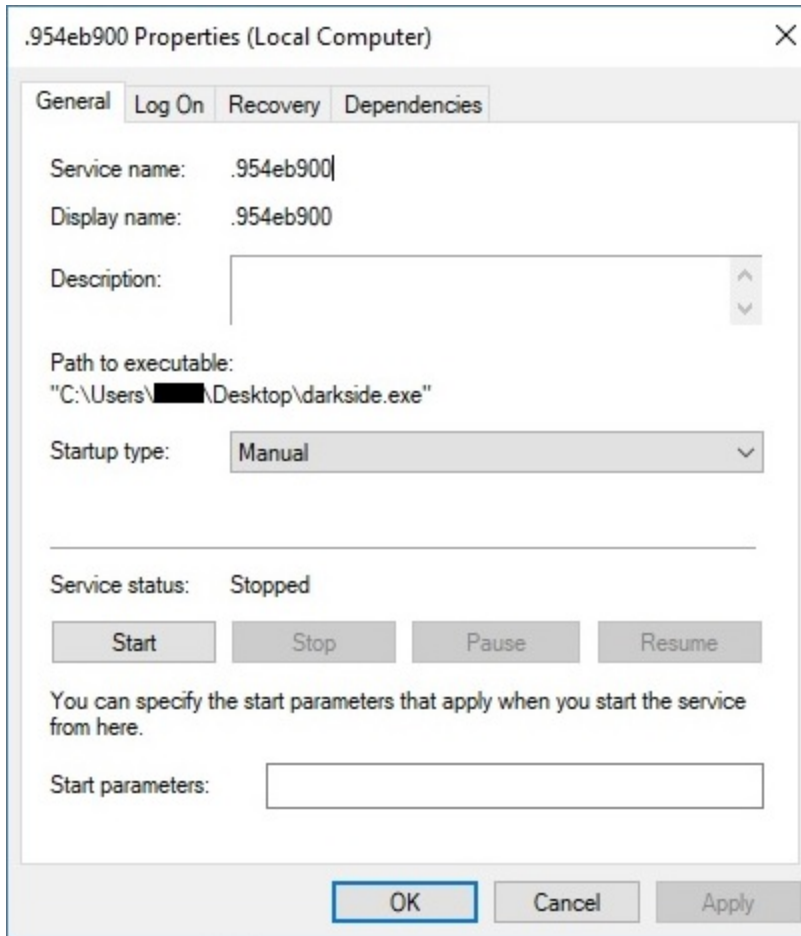 .954eb900 Properties (Local Computer)
General Log On Recovery Dependencies
Service name: .954eb900
Display name: .954eb900
Description:
Path to executable:
"C:\Users\ \Desktop\darkside.exe"
Startup type: Manual
Service status: Stopped
Start Stop Pause Resume
You can specify the start parameters that apply when you start the service
from here.
Start parameters:
OK Cancel Apply